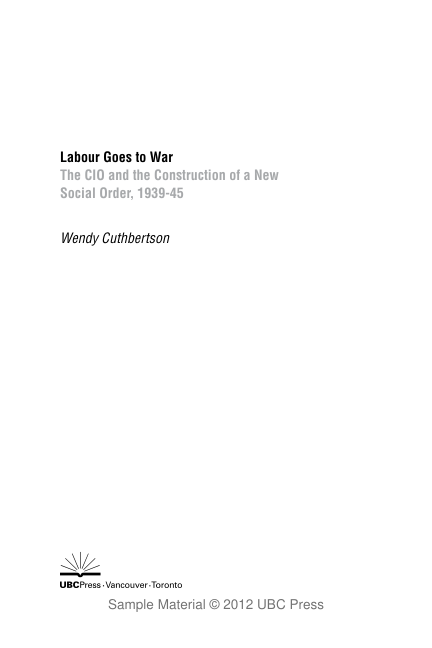 Labour Goes to War
The CIO and the Construction of a New
Social Order, 1939-45
Wendy Cuthbertson
UBCPress · Vancouver · Toronto
Sample Material © 2012 UBC Press